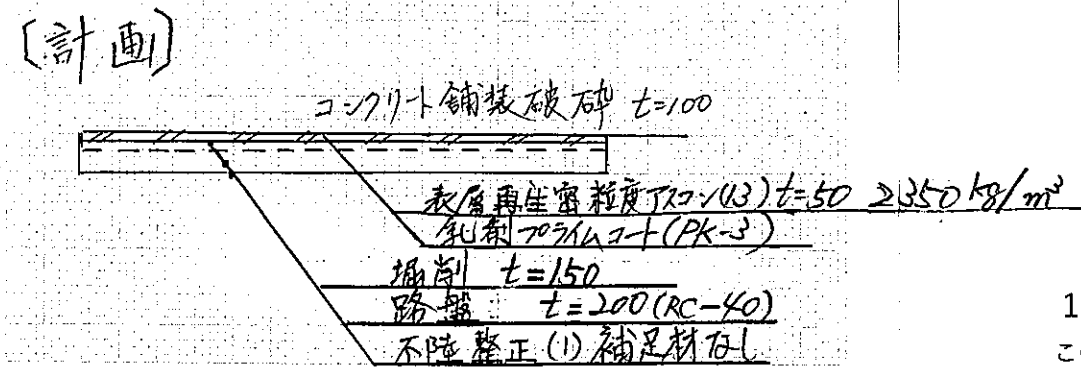 [計画]
コンクリート舗装破砕 t=100
表層再生密粒度アスコン(13) t=50 2350kg/m³
乳剤プライムコート(PK-3)
掘削 t=150
路盤 t=200(RC-40)
1
不陸整正(1)補足材なし
こ